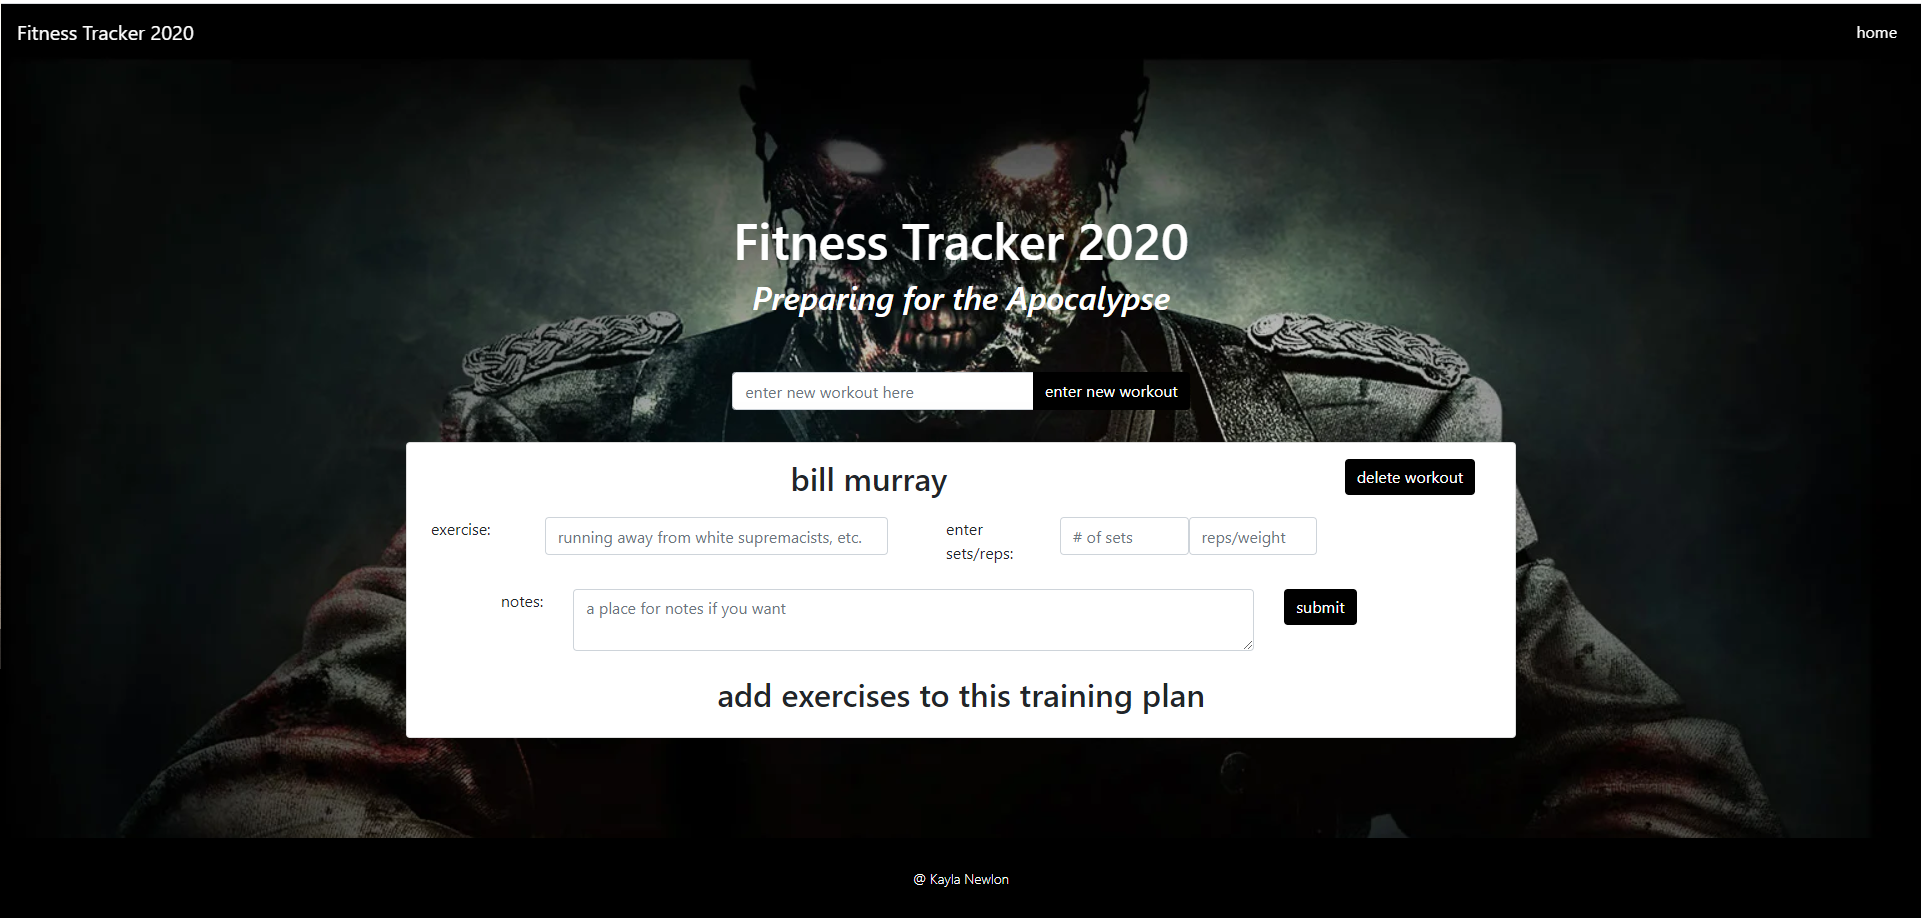 Fitness Tracker 2020
home
Fitness Tracker 2020
Preparing for the Apocalypse
enter new workout here
enter new workout
bill murray
delete workout
exercise:
running away from white supremacists, etc.
enter
sets/reps:
# of sets
reps/weight
notes:
a place for notes if you want
submit
add exercises to this training plan
@ Kayla Newlon